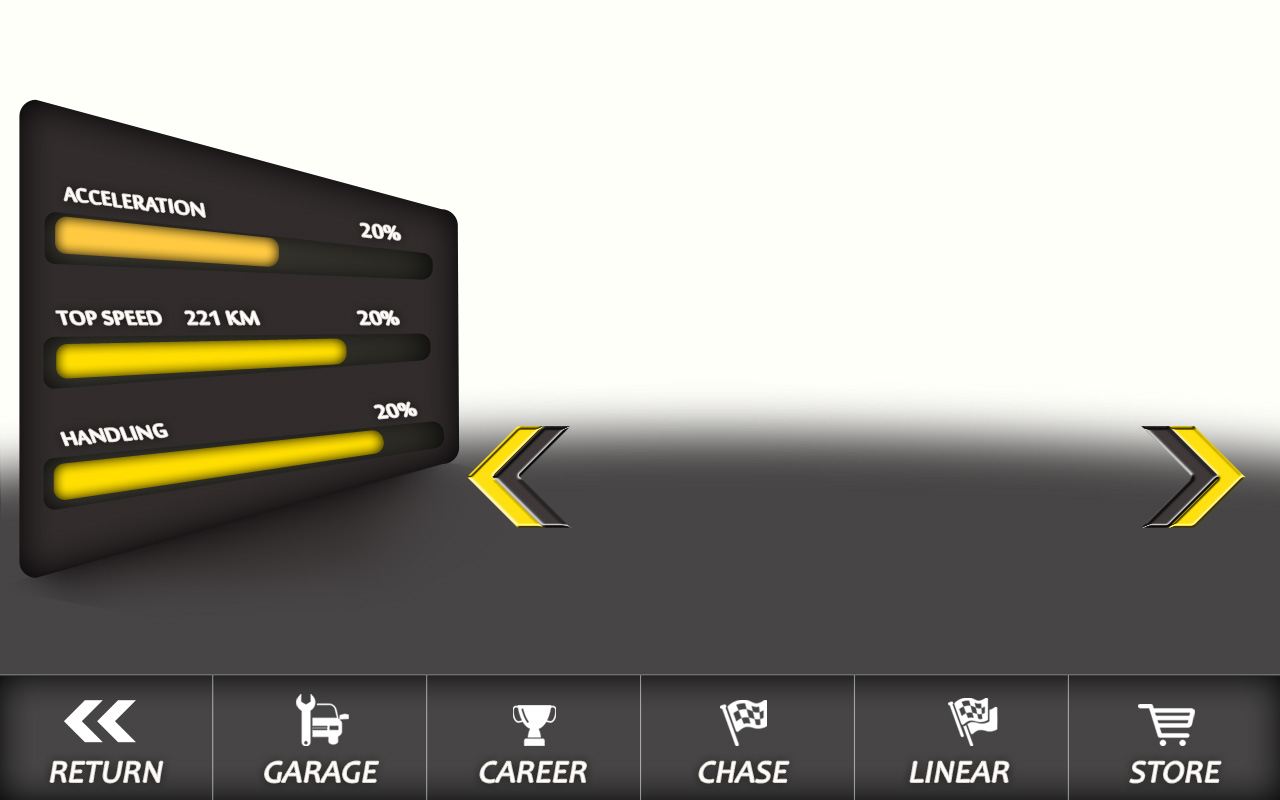 ACCELERATION
20%
TOP SPEED 221 KM 20%
20%
HANDLING
RETURN GARAGE CAREER CHASE LINEAR STORE